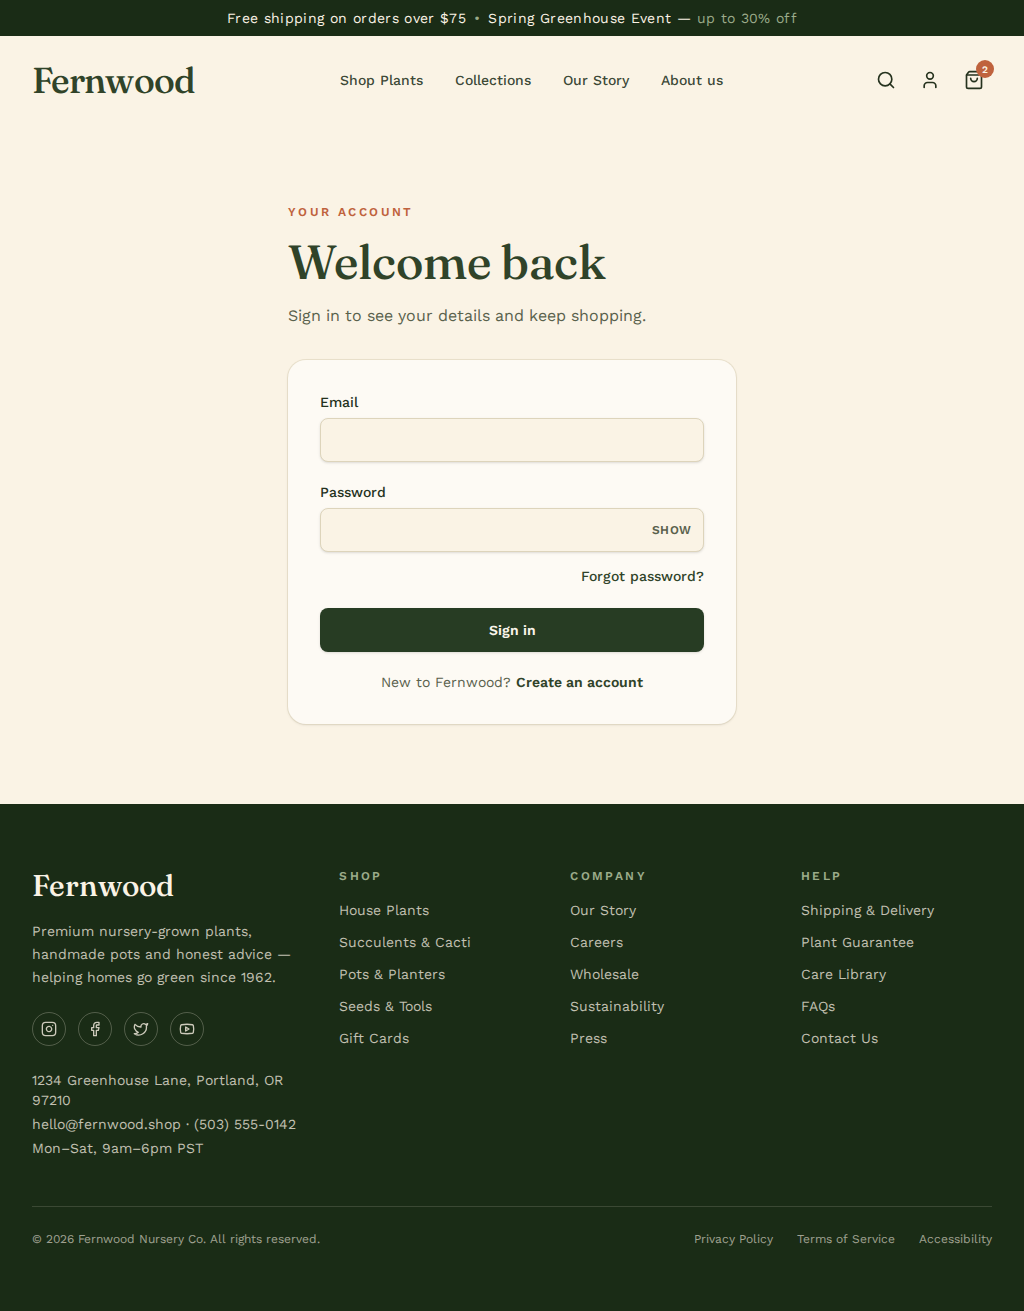 Free shipping on orders over $75 • Spring Greenhouse Event — up to 30% off
Fernwood
Shop Plants
Collections
Our Story
About us
2
YOUR ACCOUNT
Welcome back
Sign in to see your details and keep shopping.
Email
Password
SHOW
Forgot password?
Sign in
New to Fernwood? Create an account
Fernwood
Premium nursery-grown plants,
handmade pots and honest advice —
helping homes go green since 1962.
1234 Greenhouse Lane, Portland, OR
97210
hello@fernwood.shop · (503) 555-0142
Mon–Sat, 9am–6pm PST
SHOP
House Plants
Succulents & Cacti
Pots & Planters
Seeds & Tools
Gift Cards
COMPANY
Our Story
Careers
Wholesale
Sustainability
Press
HELP
Shipping & Delivery
Plant Guarantee
Care Library
FAQs
Contact Us
© 2026 Fernwood Nursery Co. All rights reserved.
Privacy Policy
Terms of Service
Accessibility